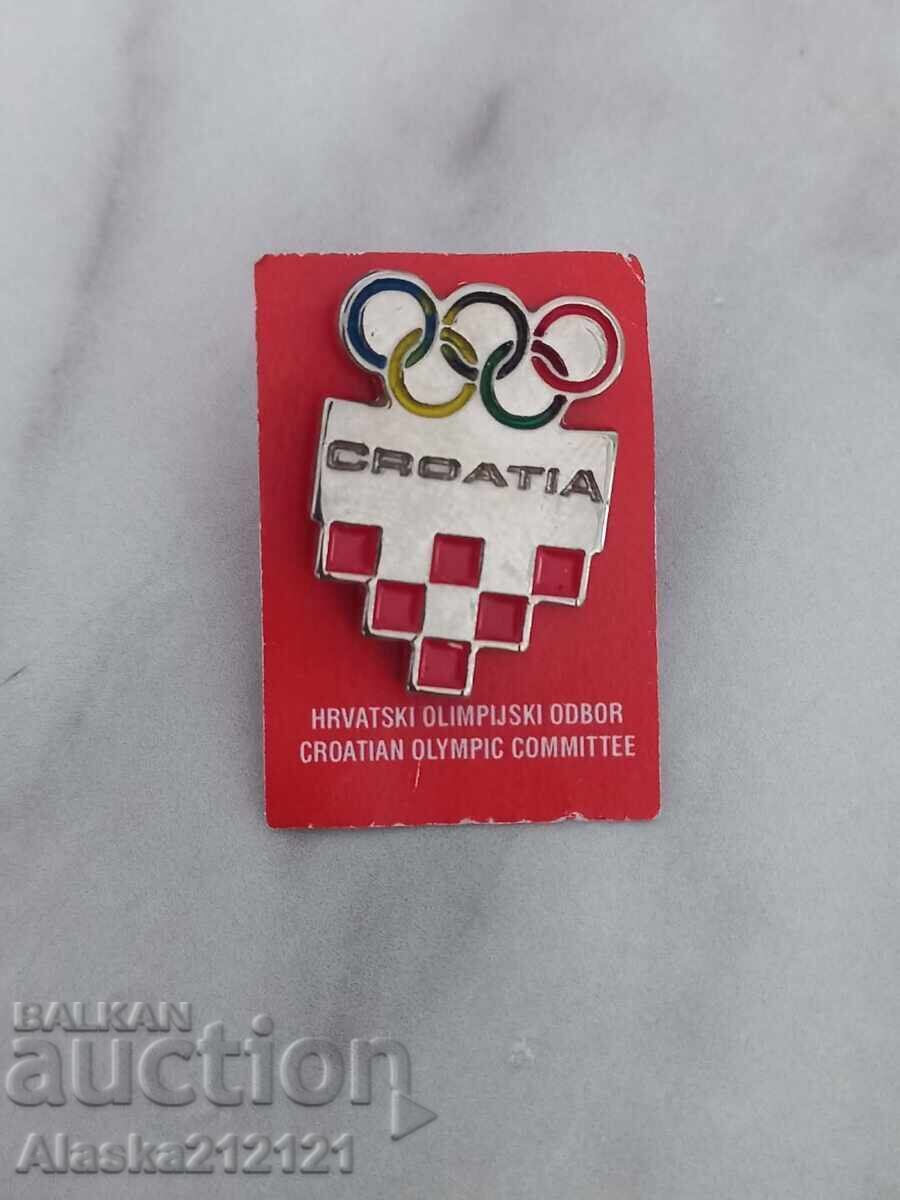 CROATIA
HRVATSKI OLIMPIJSKI ODBOR
CROATIAN OLYMPIC COMMITTEE
BALKAN
auction
Alaska212121